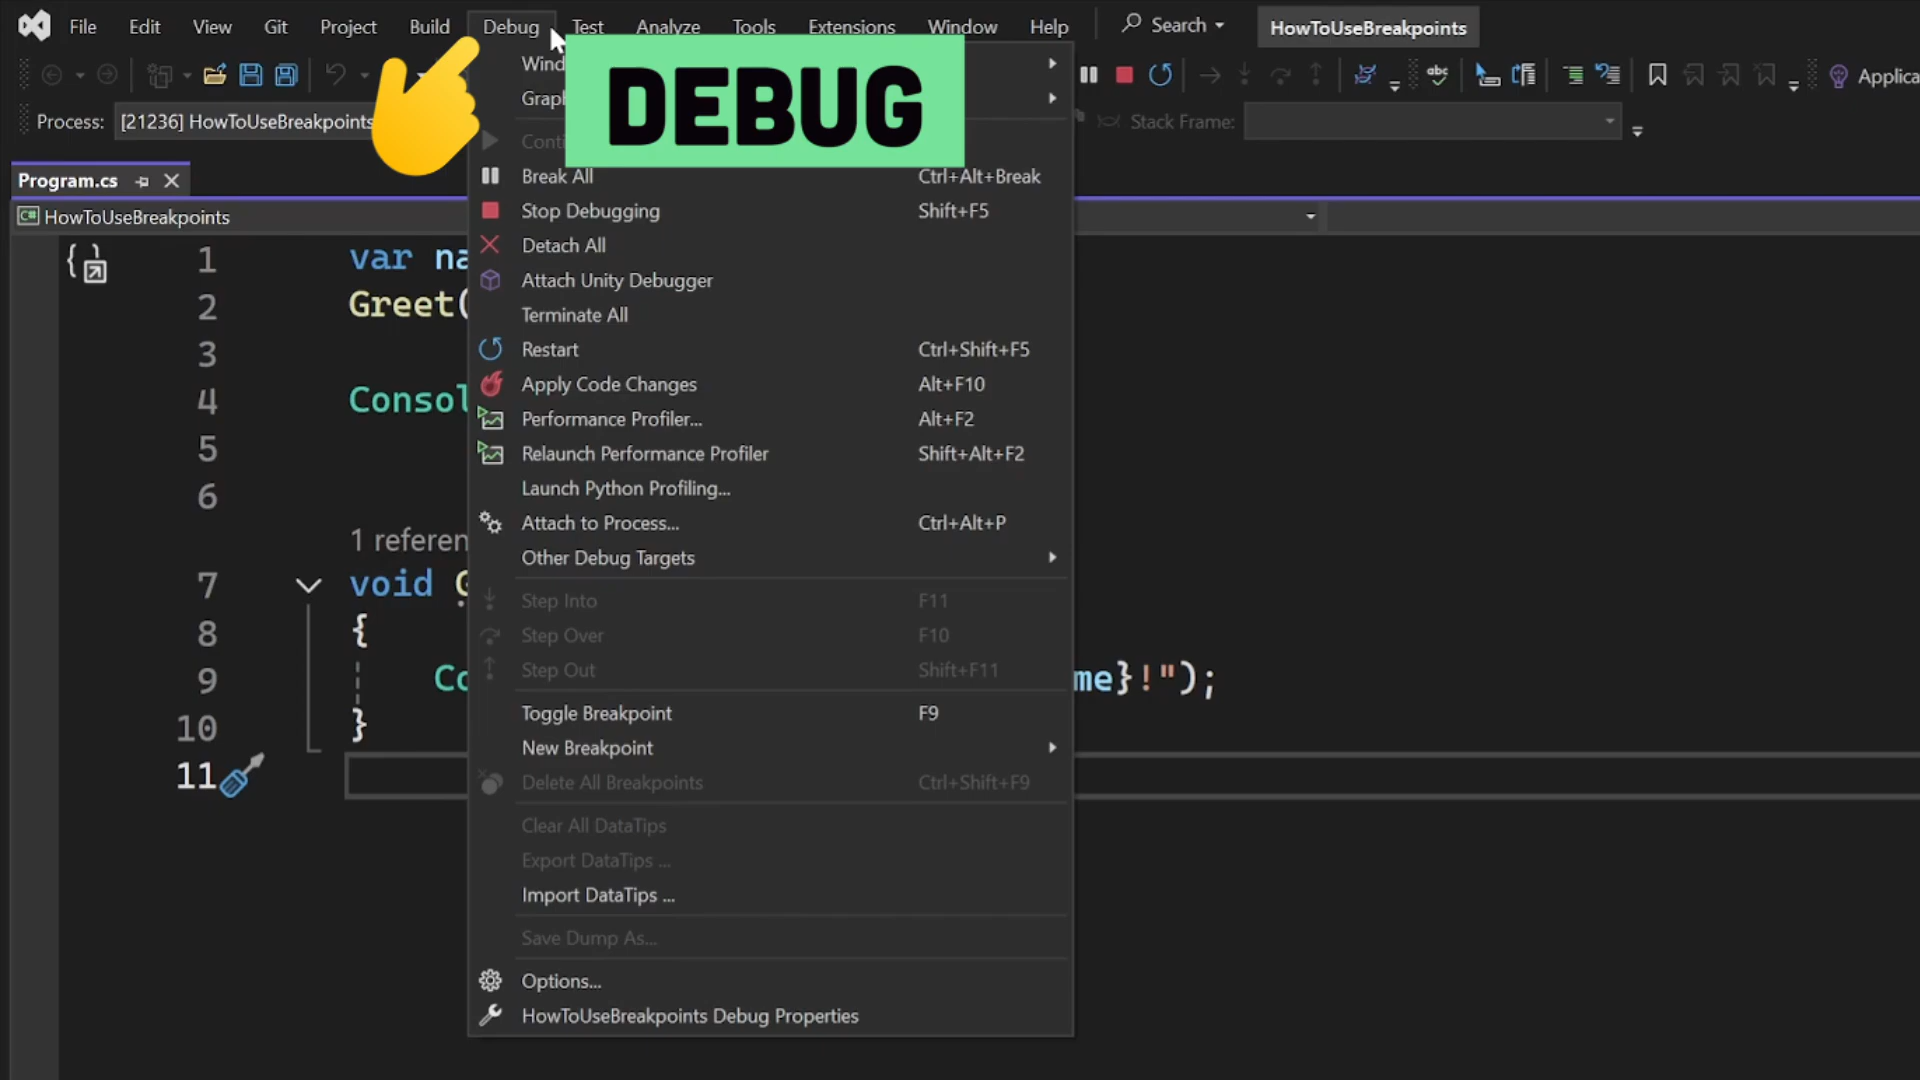 File Edit View Git Project Build Debug Test Analyze Tools Extensions Window Help Search HowToUseBreakpoints
DEBUG
Process: [21236] HowToUseBreakpoints
Stack Frame:
Program.cs
C# HowToUseBreakpoints
Break All Ctrl+Alt+Break
Stop Debugging Shift+F5
Detach All
Attach Unity Debugger
Terminate All
Restart Ctrl+Shift+F5
Apply Code Changes Alt+F10
Performance Profiler... Alt+F2
Relaunch Performance Profiler Shift+Alt+F2
Launch Python Profiling...
Attach to Process... Ctrl+Alt+P
Other Debug Targets
Step Into F11
Step Over F10
Step Out Shift+F11
Toggle Breakpoint F9
New Breakpoint
Delete All Breakpoints Ctrl+Shift+F9
Clear All DataTips
Export DataTips ...
Import DataTips ...
Save Dump As...
Options...
HowToUseBreakpoints Debug Properties
1 var na
2 Greet(
3
4 Consol
5
6
1 referen
7 void G
8 {
9 Co me}!");
10 }
11